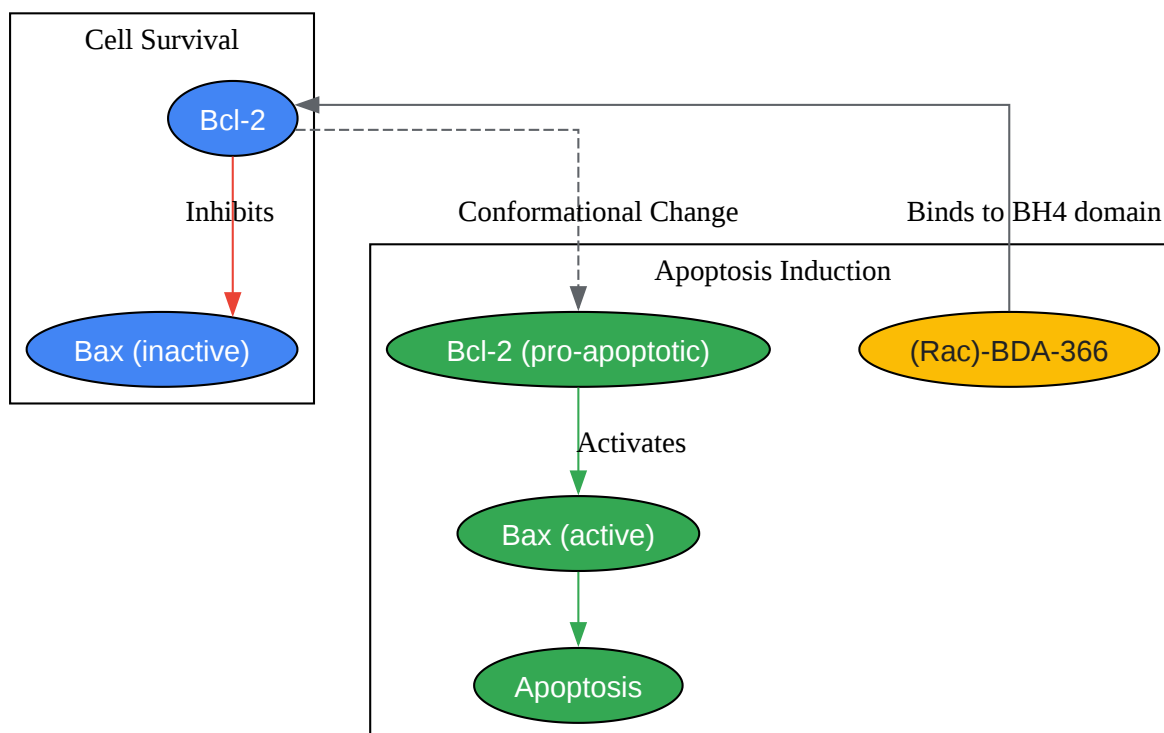 Cell Survival
Bcl-2
Inhibits
Conformational Change
Binds to BH4 domain
Apoptosis Induction
Bax (inactive)
Bcl-2 (pro-apoptotic)
(Rac)-BDA-366
Activates
Bax (active)
Apoptosis